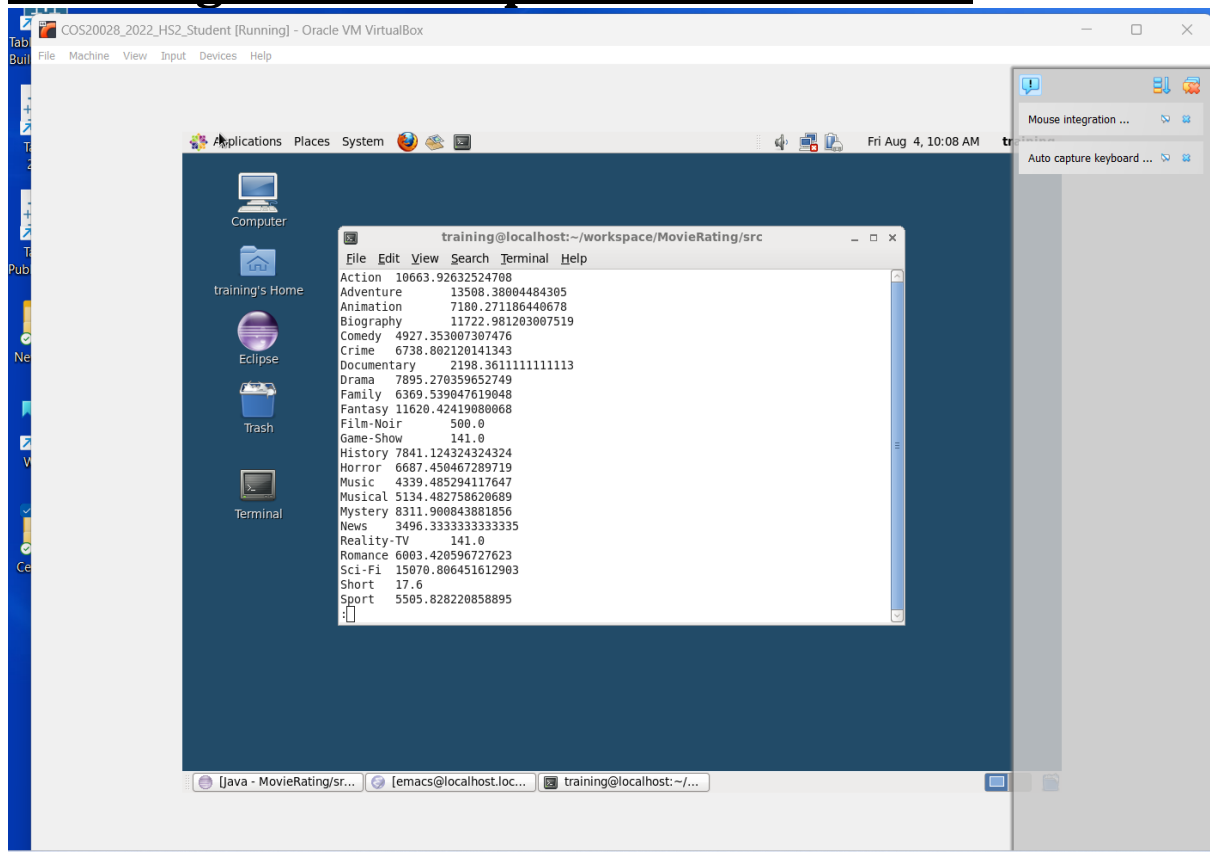 COS20028_2022_HS2_Student [Running] - Oracle VM VirtualBox
File Machine View Input Devices Help
Mouse integration ...
Applications Places System
Fri Aug 4, 10:08 AM
Auto capture keyboard ...
Computer
training@localhost:~/workspace/MovieRating/src
File Edit View Search Terminal Help
training's Home
Eclipse
Trash
Terminal
Action 10663.92632524708
Adventure 13508.38004484305
Animation 7180.271186440678
Biography 11722.981203007519
Comedy 4927.353007307476
Crime 6738.802120141343
Documentary 2198.3611111111113
Drama 7895.270359652749
Family 6369.539047619048
Fantasy 11620.42419080068
Film-Noir 500.0
Game-Show 141.0
History 7841.124324324324
Horror 6687.450467289719
Music 4339.485294117647
Musical 5134.482758620689
Mystery 8311.900843881856
News 3496.3333333333335
Reality-TV 141.0
Romance 6003.420596727623
Sci-Fi 15070.806451612903
Short 17.6
Sport 5505.828220858895
:
[Java - MovieRating/sr...
[emacs@localhost.loc...
training@localhost:~/...